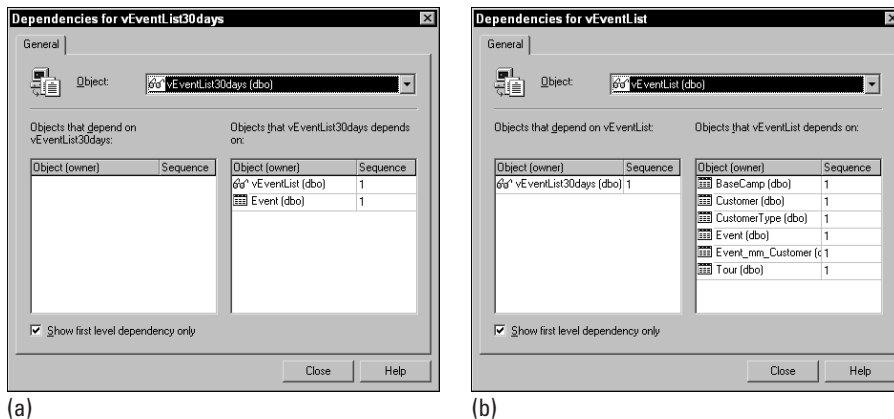 Dependencies for vEventList30days
General
Object:
vEventList30days (dbo)
Objects that depend on
vEventList30days:
Objects that vEventList30days depends
on:
Object (owner) Sequence
Object (owner) Sequence
vEventList (dbo) 1
Event (dbo) 1
Show first level dependency only
Close
Help
(a)
Dependencies for vEventList
General
Object:
vEventList (dbo)
Objects that depend on vEventList:
Objects that vEventList depends on:
Object (owner) Sequence
vEventList30days (dbo) 1
Object (owner) Sequence
BaseCamp (dbo) 1
Customer (dbo) 1
CustomerType (dbo) 1
Event (dbo) 1
Event_mm_Customer (c 1
Tour (dbo) 1
Show first level dependency only
Close
Help
(b)